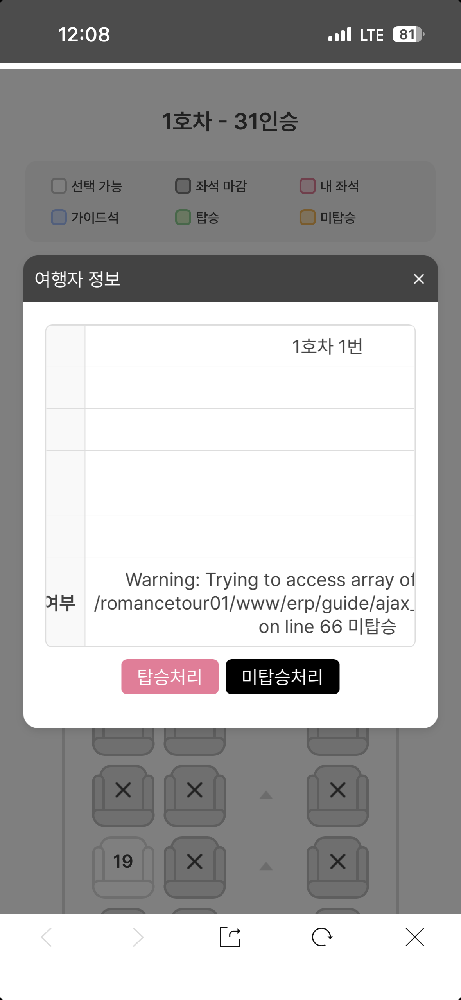 12:08
LTE 81
1호차 - 31인승
선택 가능 좌석 마감 내 좌석
가이드석 탑승 미탑승
여행자 정보
1호차 1번
Warning: Trying to access array of
여부 /romancetour01/www/erp/guide/ajax_
on line 66 미탑승
탑승처리 미탑승처리
19